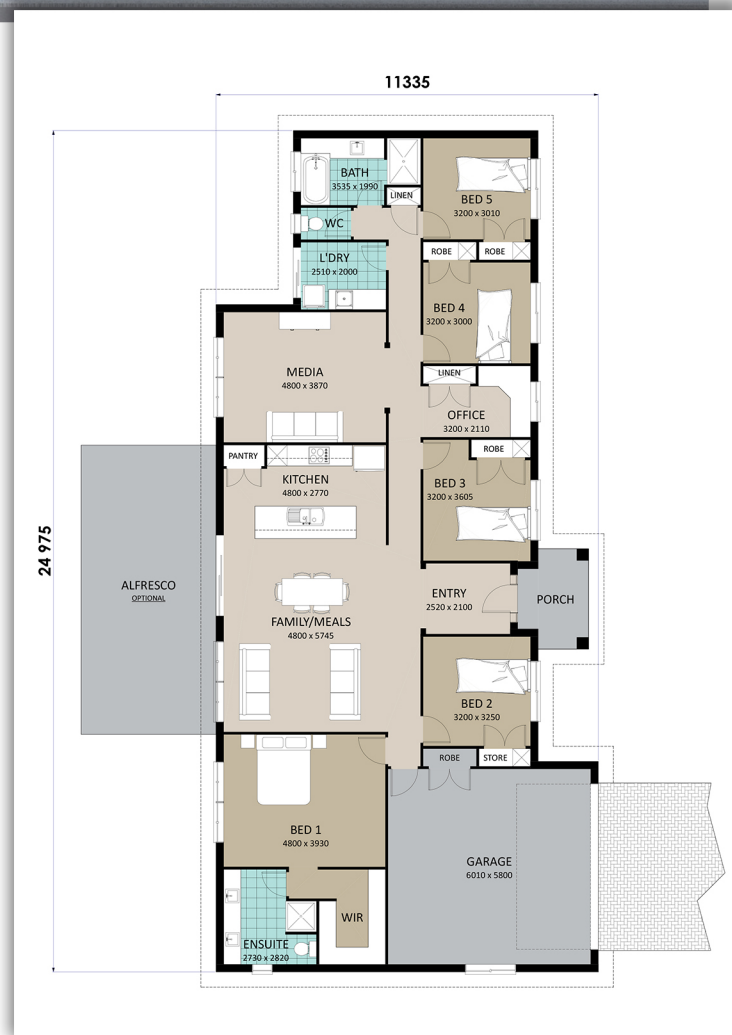 11335
24 975
BATH
3535 x 1990
LINEN
BED 5
3200 x 3010
WC
ROBE
ROBE
L'DRY
2510 x 2000
BED 4
3200 x 3000
MEDIA
4800 x 3870
LINEN
OFFICE
3200 x 2110
PANTRY
ROBE
KITCHEN
4800 x 2770
BED 3
3200 x 3605
ALFRESCO
OPTIONAL
ENTRY
2520 x 2100
PORCH
FAMILY/MEALS
4800 x 5745
BED 2
3200 x 3250
ROBE
STORE
BED 1
4800 x 3930
GARAGE
6010 x 5800
WIR
ENSUITE
2730 x 2820